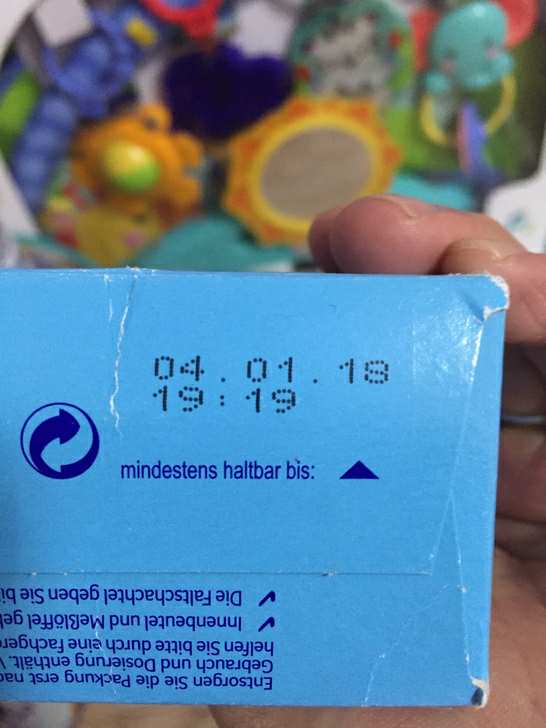 04.01.18
19:19
mindestens haltbar bis:
Entsorgen Sie die Packung erst
Gebrauch und Dosierung enthält.
helfen Sie bitte durch eine
✓ Innenbeutel und Meßlöffel
✓ Die Faltschachtel geben Sie